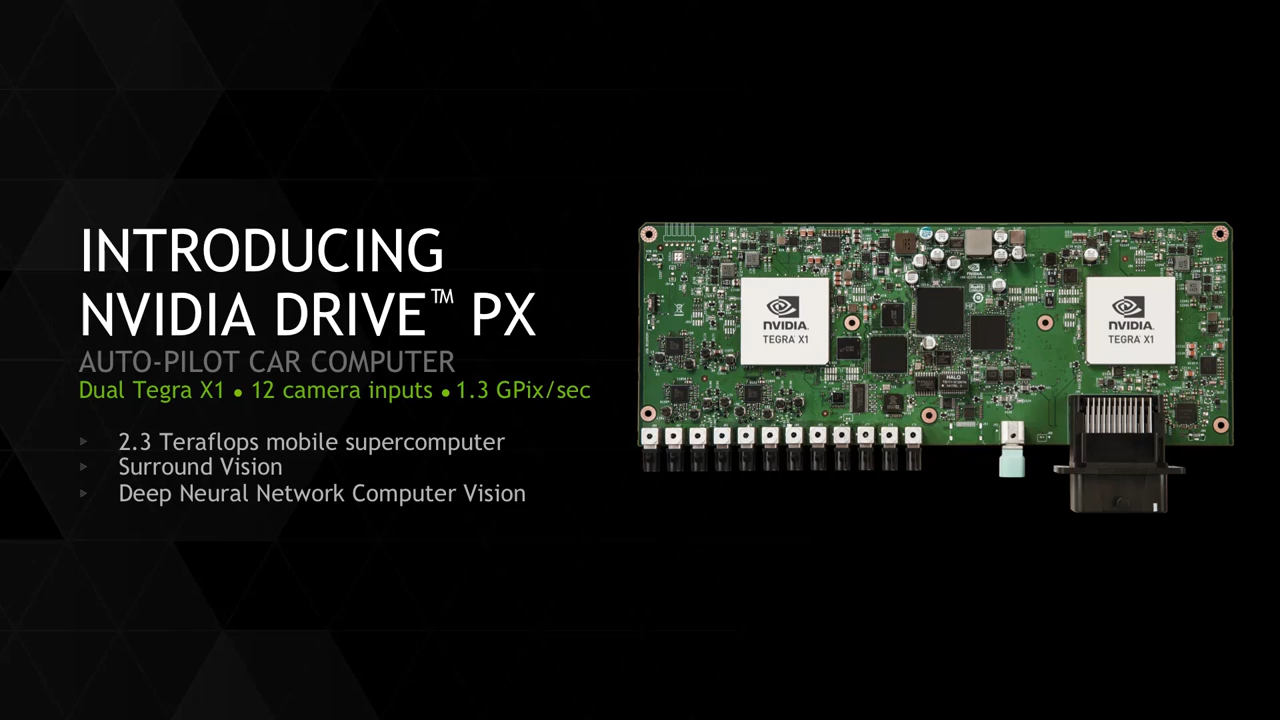 INTRODUCING
NVIDIA DRIVE™ PX
AUTO-PILOT CAR COMPUTER
Dual Tegra X1 • 12 camera inputs • 1.3 GPix/sec
▹ 2.3 Teraflops mobile supercomputer
▹ Surround Vision
▹ Deep Neural Network Computer Vision
NVIDIA.
TEGRA X1
NVIDIA.
TEGRA X1